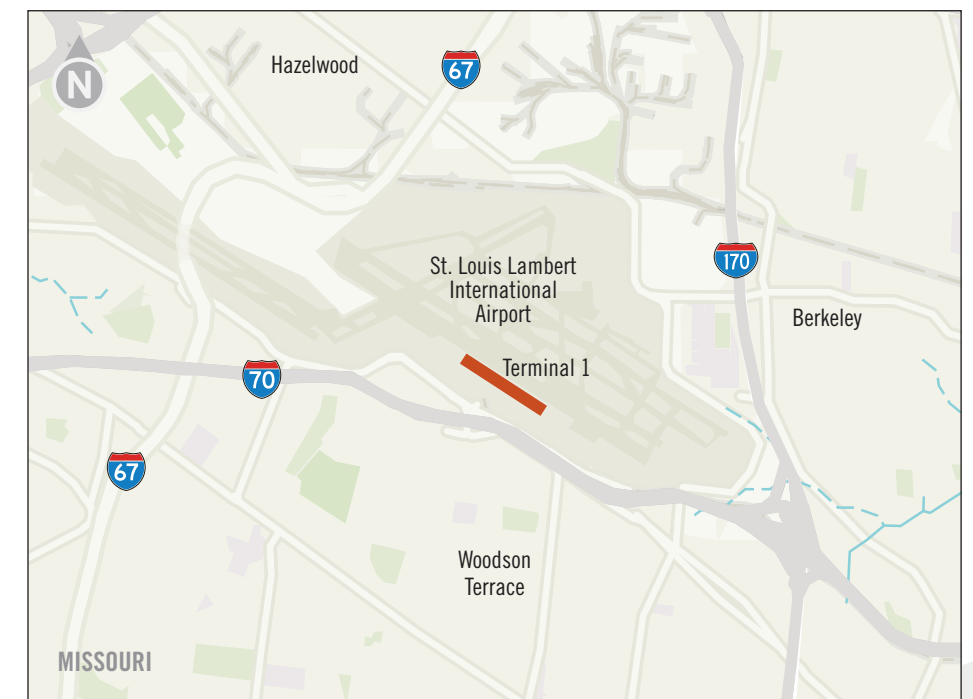 N
Hazelwood
67
St. Louis Lambert
International
Airport
170
Berkeley
Terminal 1
70
67
Woodson
Terrace
MISSOURI